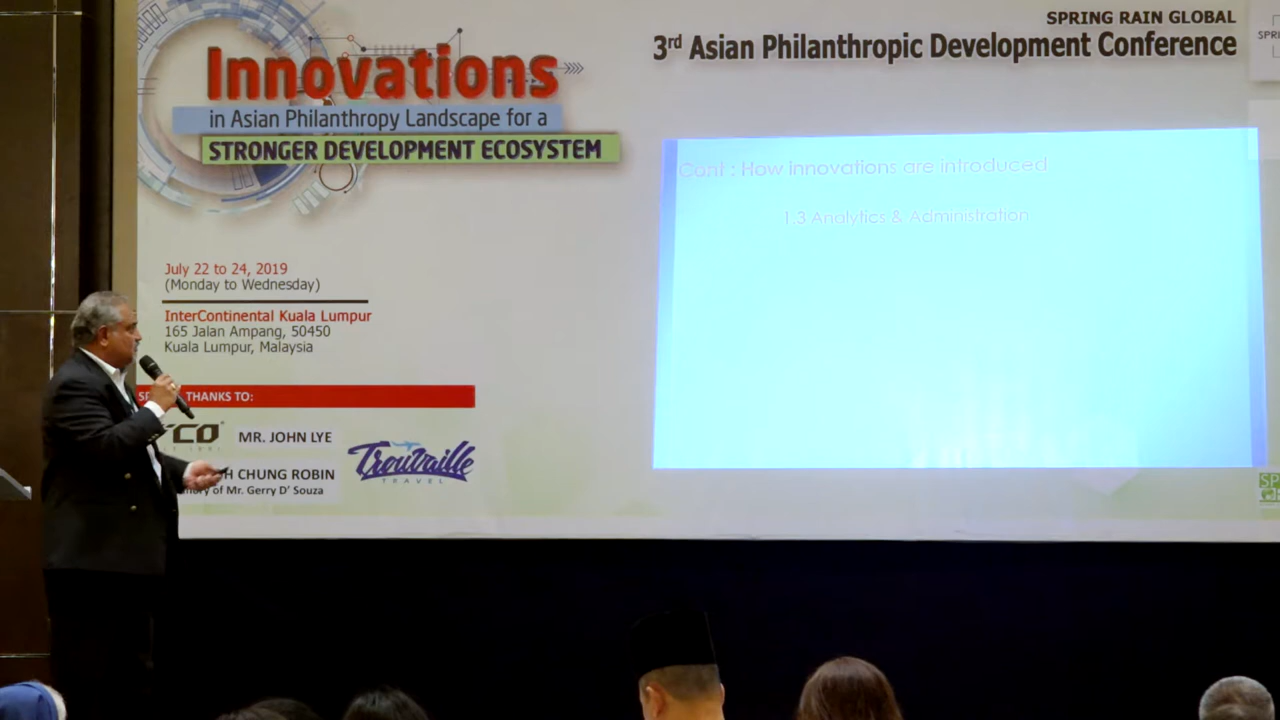 Innovations
in Asian Philanthropy Landscape for a
STRONGER DEVELOPMENT ECOSYSTEM
SPRING RAIN GLOBAL
3rd Asian Philanthropic Development Conference
Cont : How innovations are introduced
1.3 Analytics & Administration
July 22 to 24, 2019
(Monday to Wednesday)
InterContinental Kuala Lumpur
165 Jalan Ampang, 50450
Kuala Lumpur, Malaysia
THANKS TO:
MR. JOHN LYE
CHUNG ROBIN
of Mr. Gerry D' Souza
Trouvaille
TRAVEL